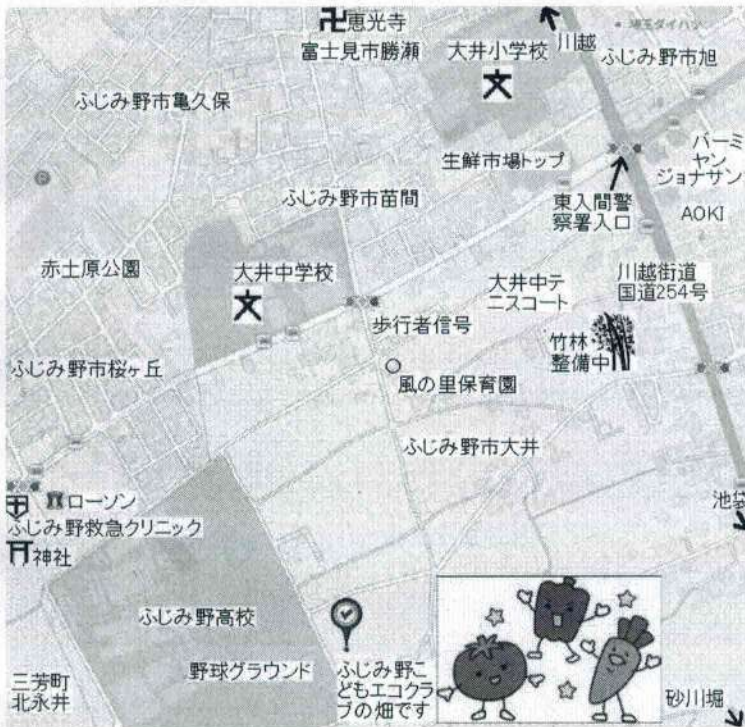 恵光寺
川越
埼玉ダイハツ
富士見市勝瀬
大井小学校
ふじみ野市旭
ふじみ野市亀久保
生鮮市場トップ
バーミ
ヤン
ジョナサン
ふじみ野市苗間
東入間警
察署入口
AOKI
赤土原公園
大井中学校
大井中テ
ニスコート
川越街道
国道254号
歩行者信号
竹林
整備中
ふじみ野市桜ヶ丘
風の里保育園
ふじみ野市大井
ローソン
池袋
ふじみ野救急クリニック
神社
ふじみ野高校
野球グラウンド
ふじみ野こ
どもエコクラ
ブの畑です
三芳町
北永井
砂川堀